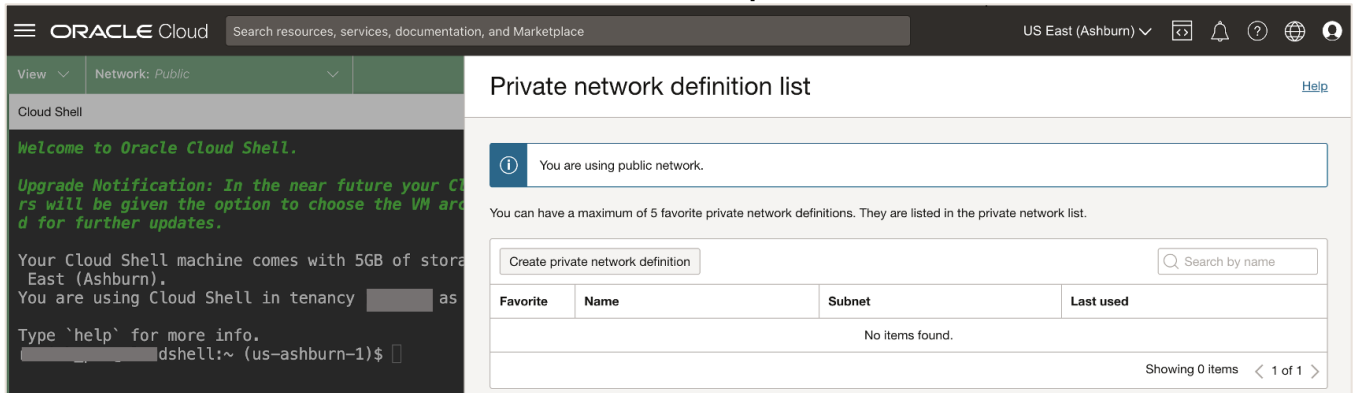 ORACLE Cloud
Search resources, services, documentation, and Marketplace
US East (Ashburn)
View
Network: Public
Cloud Shell
Welcome to Oracle Cloud Shell.
Upgrade Notification: In the near future your Cl
rs will be given the option to choose the VM arc
d for further updates.
Your Cloud Shell machine comes with 5GB of stora
East (Ashburn).
You are using Cloud Shell in tenancy as
Type `help` for more info.
dshell:~ (us-ashburn-1)$
Private network definition list
Help
You are using public network.
You can have a maximum of 5 favorite private network definitions. They are listed in the private network list.
Create private network definition
Search by name
Favorite Name Subnet Last used
No items found.
Showing 0 items < 1 of 1 >